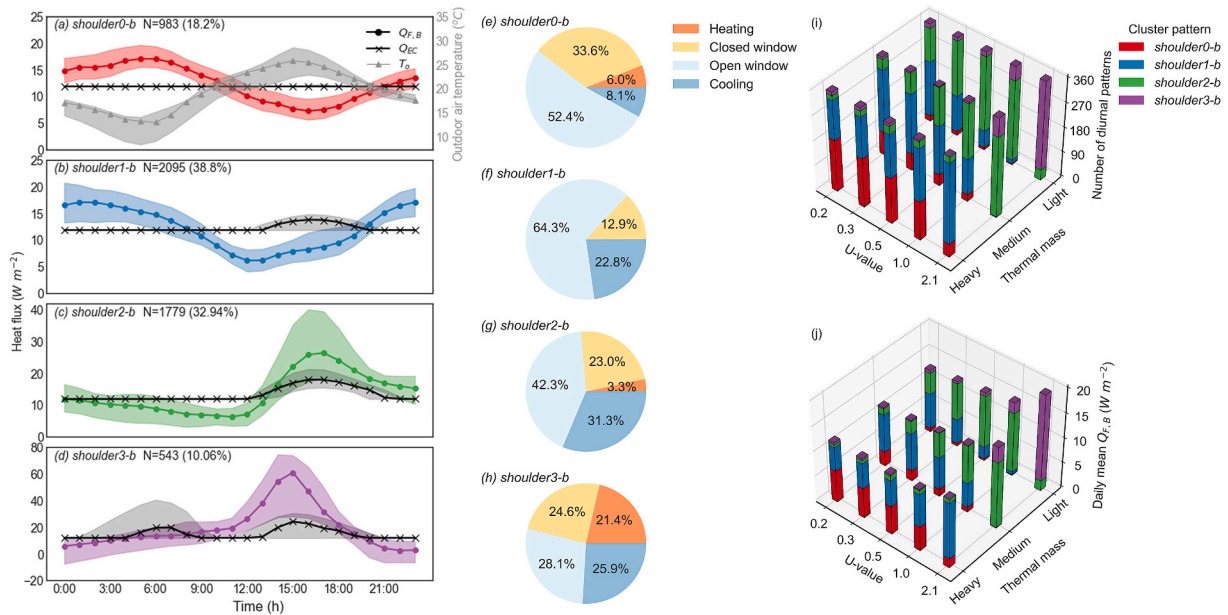 (a) shoulder0-b N=983 (18.2%)
Q_{F,B}
Q_{EC}
T_o
25
20
15
10
5
0
35
30
25
20
15
10
Outdoor air temperature (°C)
(b) shoulder1-b N=2095 (38.8%)
25
20
15
10
5
0
(c) shoulder2-b N=1779 (32.94%)
40
30
20
10
0
(d) shoulder3-b N=543 (10.06%)
80
60
40
20
0
−20
Heat flux (W m⁻²)
0:00 3:00 6:00 9:00 12:00 15:00 18:00 21:00
Time (h)
(e) shoulder0-b
33.6%
6.0%
8.1%
52.4%
Heating
Closed window
Open window
Cooling
(f) shoulder1-b
64.3%
12.9%
22.8%
(g) shoulder2-b
23.0%
3.3%
42.3%
31.3%
(h) shoulder3-b
24.6%
21.4%
28.1%
25.9%
(i)
360
270
180
90
0
Number of diurnal patterns
0.2
0.3
0.5
1.0
2.1
U-value
Heavy
Medium
Light
Thermal mass
Cluster pattern
shoulder0-b
shoulder1-b
shoulder2-b
shoulder3-b
(j)
20
15
10
5
0
Daily mean Q_{F,B} (W m⁻²)
0.2
0.3
0.5
1.0
2.1
U-value
Heavy
Medium
Light
Thermal mass